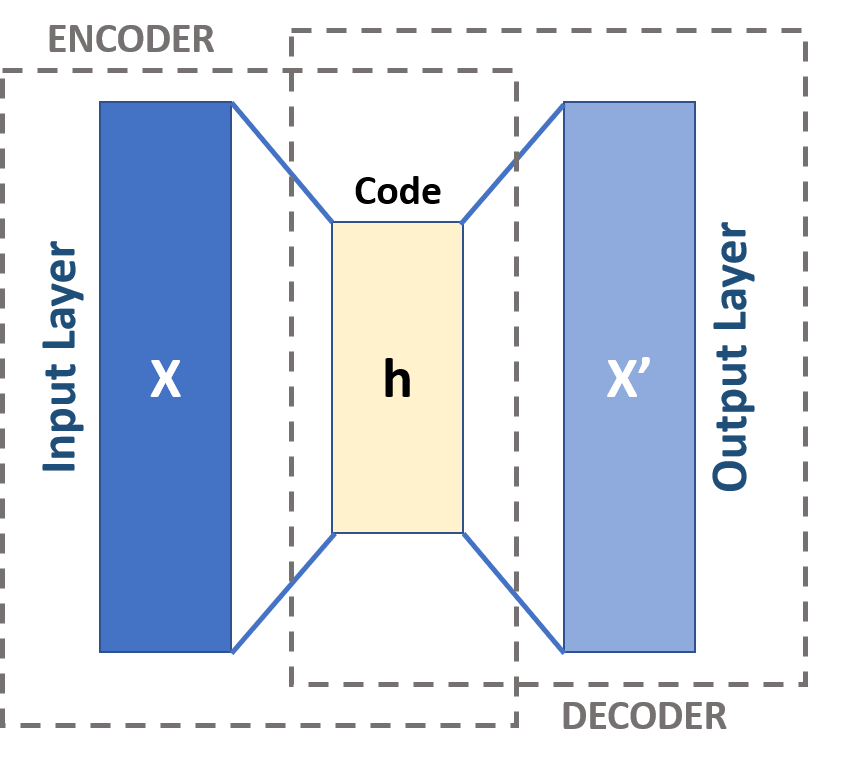 ENCODER
Code
Input Layer
X
h
X’
Output Layer
DECODER